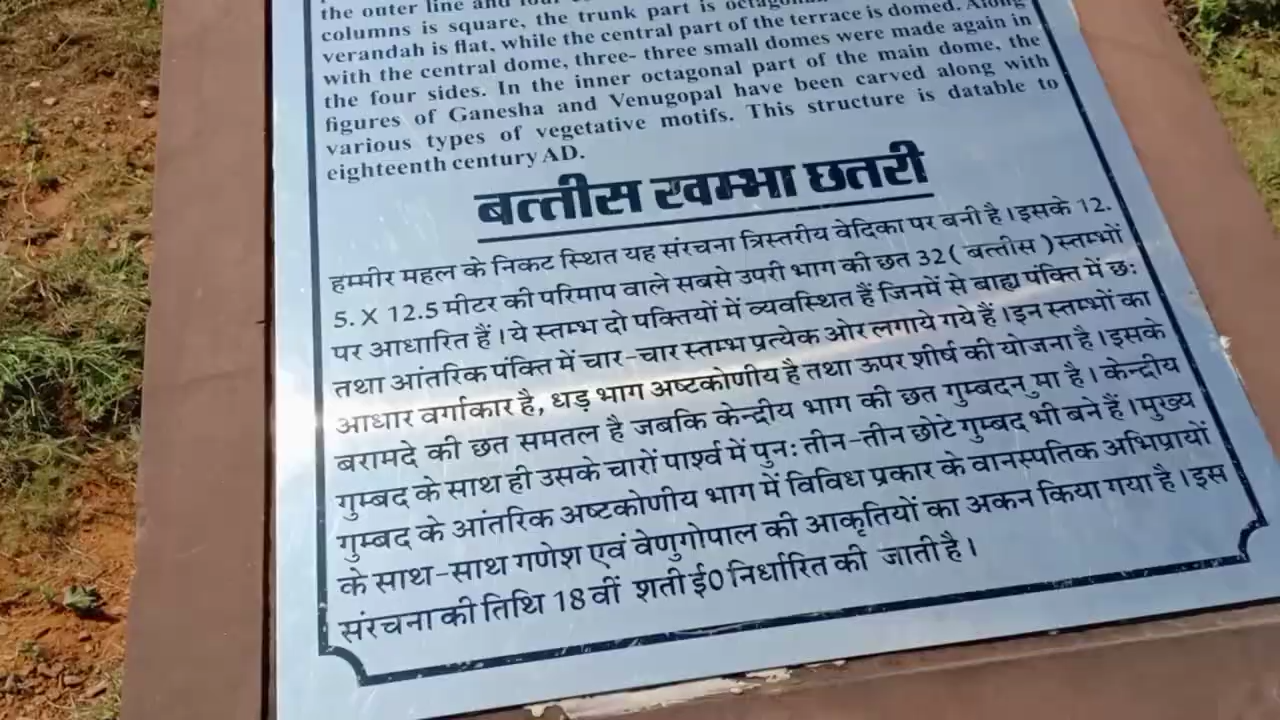 the outer line and four
columns is square, the trunk part is octagonal
verandah is flat, while the central part of the terrace is domed. Along
with the central dome, three- three small domes were made again in
the four sides. In the inner octagonal part of the main dome, the
figures of Ganesha and Venugopal have been carved along with
various types of vegetative motifs. This structure is datable to
eighteenth century AD.
बत्तीस खम्भा छतरी
हम्मीर महल के निकट स्थित यह संरचना त्रिस्तरीय वेदिका पर बनी है। इसके 12.
5. X 12.5 मीटर की परिमाप वाले सबसे उपरी भाग की छत 32 ( बत्तीस ) स्तम्भों
पर आधारित हैं। ये स्तम्भ दो पक्तियों में व्यवस्थित हैं जिनमें से बाह्य पंक्ति में छः
तथा आंतरिक पंक्ति में चार-चार स्तम्भ प्रत्येक ओर लगाये गये हैं। इन स्तम्भों का
आधार वर्गाकार है, धड़ भाग अष्टकोणीय है तथा ऊपर शीर्ष की योजना है। इसके
बरामदे की छत समतल है जबकि केन्द्रीय भाग की छत गुम्बदनु मा है। केन्द्रीय
गुम्बद के साथ ही उसके चारों पार्श्व में पुनः तीन-तीन छोटे गुम्बद भी बने हैं। मुख्य
गुम्बद के आंतरिक अष्टकोणीय भाग में विविध प्रकार के वानस्पतिक अभिप्रायों
के साथ-साथ गणेश एवं वेणुगोपाल की आकृतियों का अकन किया गया है। इस
संरचना की तिथि 18 वीं शती ई0 निर्धारित की जाती है।